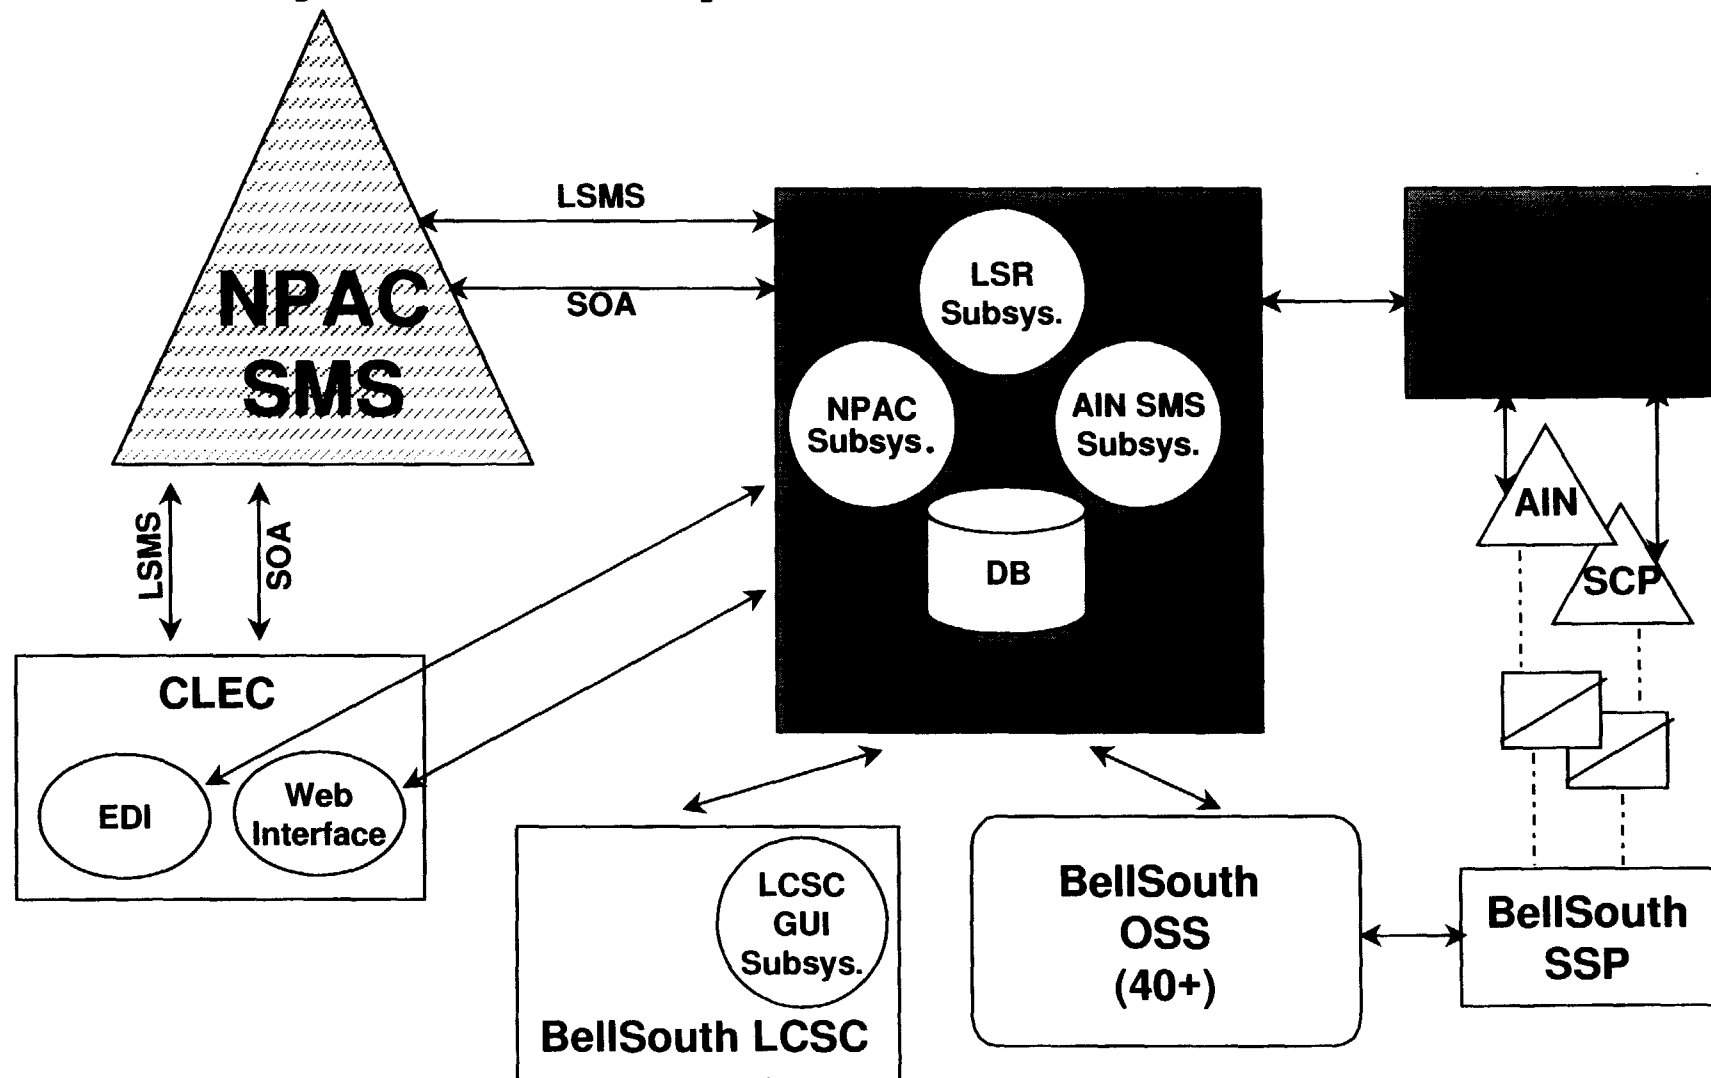 LSMS
SOA
NPAC
SMS
LSR
Subsys.
NPAC
Subsys.
AIN SMS
Subsys.
DB
AIN
SCP
LSMS
SOA
CLEC
EDI
Web
Interface
LCSC
GUI
Subsys.
BellSouth LCSC
BellSouth
OSS
(40+)
BellSouth
SSP